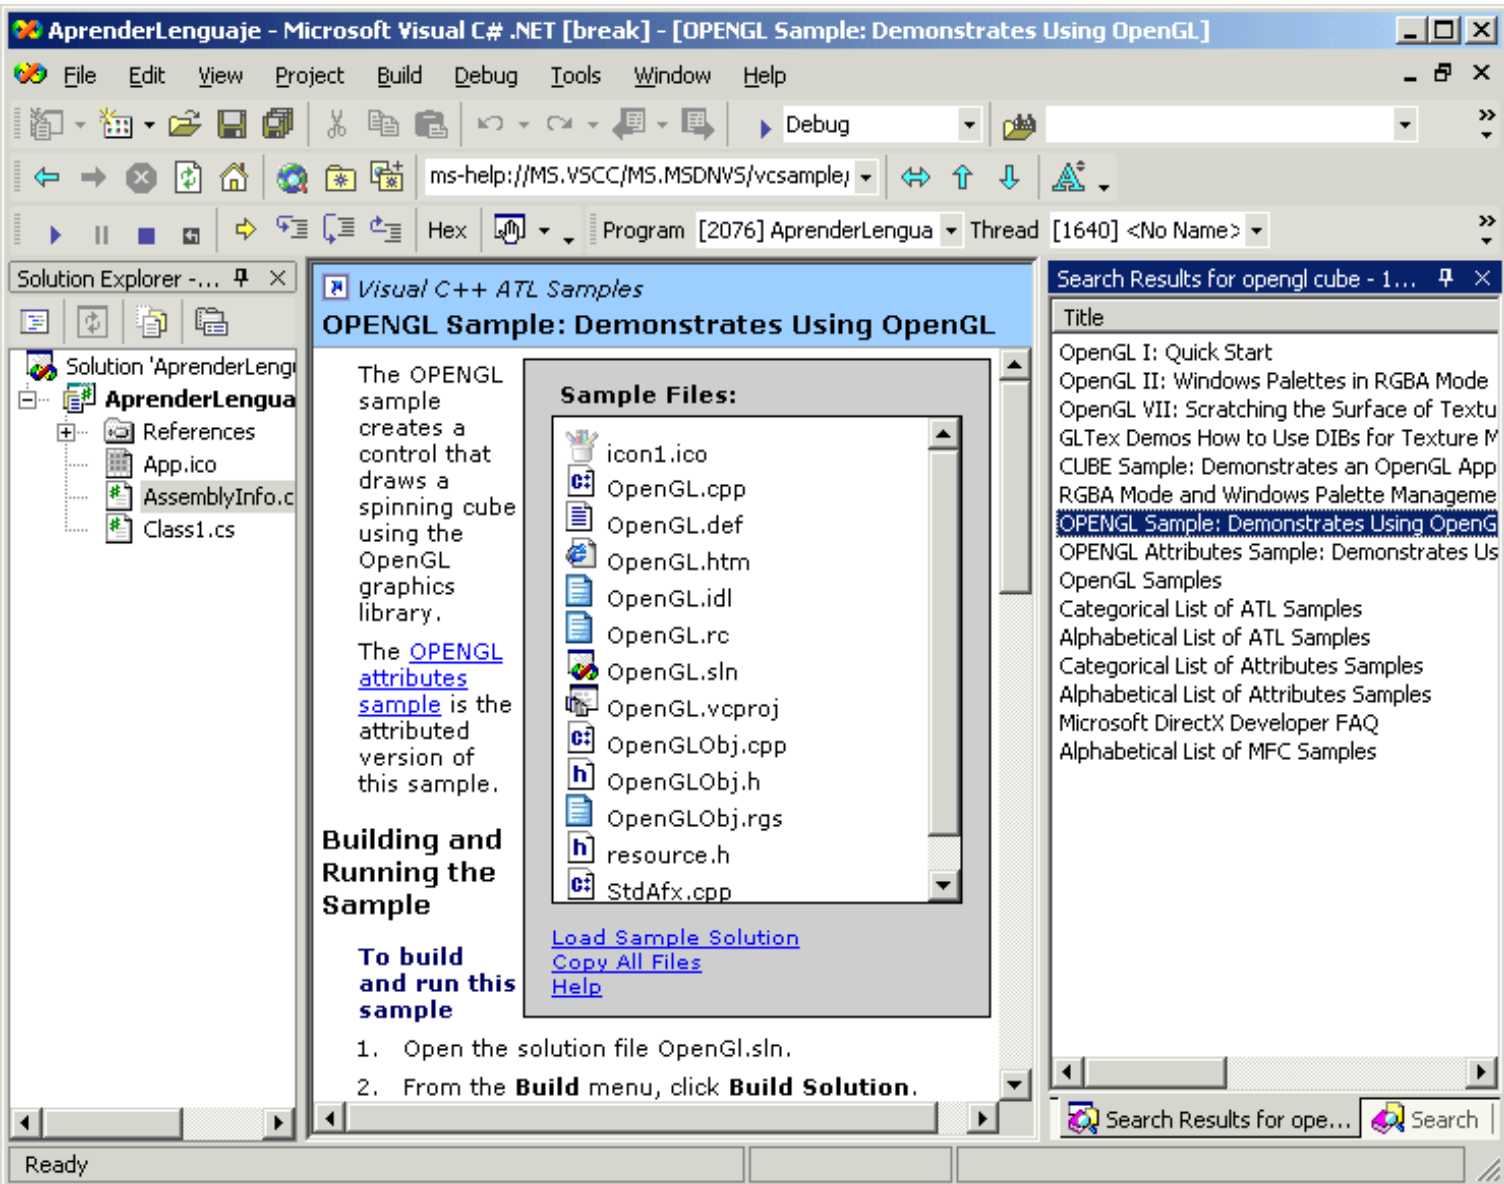 AprenderLenguaje - Microsoft Visual C# .NET [break] - [OPENGL Sample: Demonstrates Using OpenGL]
File Edit View Project Build Debug Tools Window Help
Debug
ms-help://MS.VSCC/MS.MSDNVS/vcsample/
Hex Program [2076] AprenderLengua Thread [1640] <No Name>
Solution Explorer -...
Solution 'AprenderLengu
AprenderLengua
References
App.ico
AssemblyInfo.c
Class1.cs
Visual C++ ATL Samples
OPENGL Sample: Demonstrates Using OpenGL
The OPENGL
sample
creates a
control that
draws a
spinning cube
using the
OpenGL
graphics
library.
The OPENGL
attributes
sample is the
attributed
version of
this sample.
Sample Files:
icon1.ico
OpenGL.cpp
OpenGL.def
OpenGL.htm
OpenGL.idl
OpenGL.rc
OpenGL.sln
OpenGL.vcproj
OpenGLObj.cpp
OpenGLObj.h
OpenGLObj.rgs
resource.h
StdAfx.cpp
Load Sample Solution
Copy All Files
Help
Building and
Running the
Sample
To build
and run this
sample
1. Open the solution file OpenGl.sln.
2. From the Build menu, click Build Solution.
Search Results for opengl cube - 1...
Title
OpenGL I: Quick Start
OpenGL II: Windows Palettes in RGBA Mode
OpenGL VII: Scratching the Surface of Textu
GLTex Demos How to Use DIBs for Texture M
CUBE Sample: Demonstrates an OpenGL App
RGBA Mode and Windows Palette Manageme
OPENGL Sample: Demonstrates Using OpenG
OPENGL Attributes Sample: Demonstrates Us
OpenGL Samples
Categorical List of ATL Samples
Alphabetical List of ATL Samples
Categorical List of Attributes Samples
Alphabetical List of Attributes Samples
Microsoft DirectX Developer FAQ
Alphabetical List of MFC Samples
Search Results for ope... Search
Ready